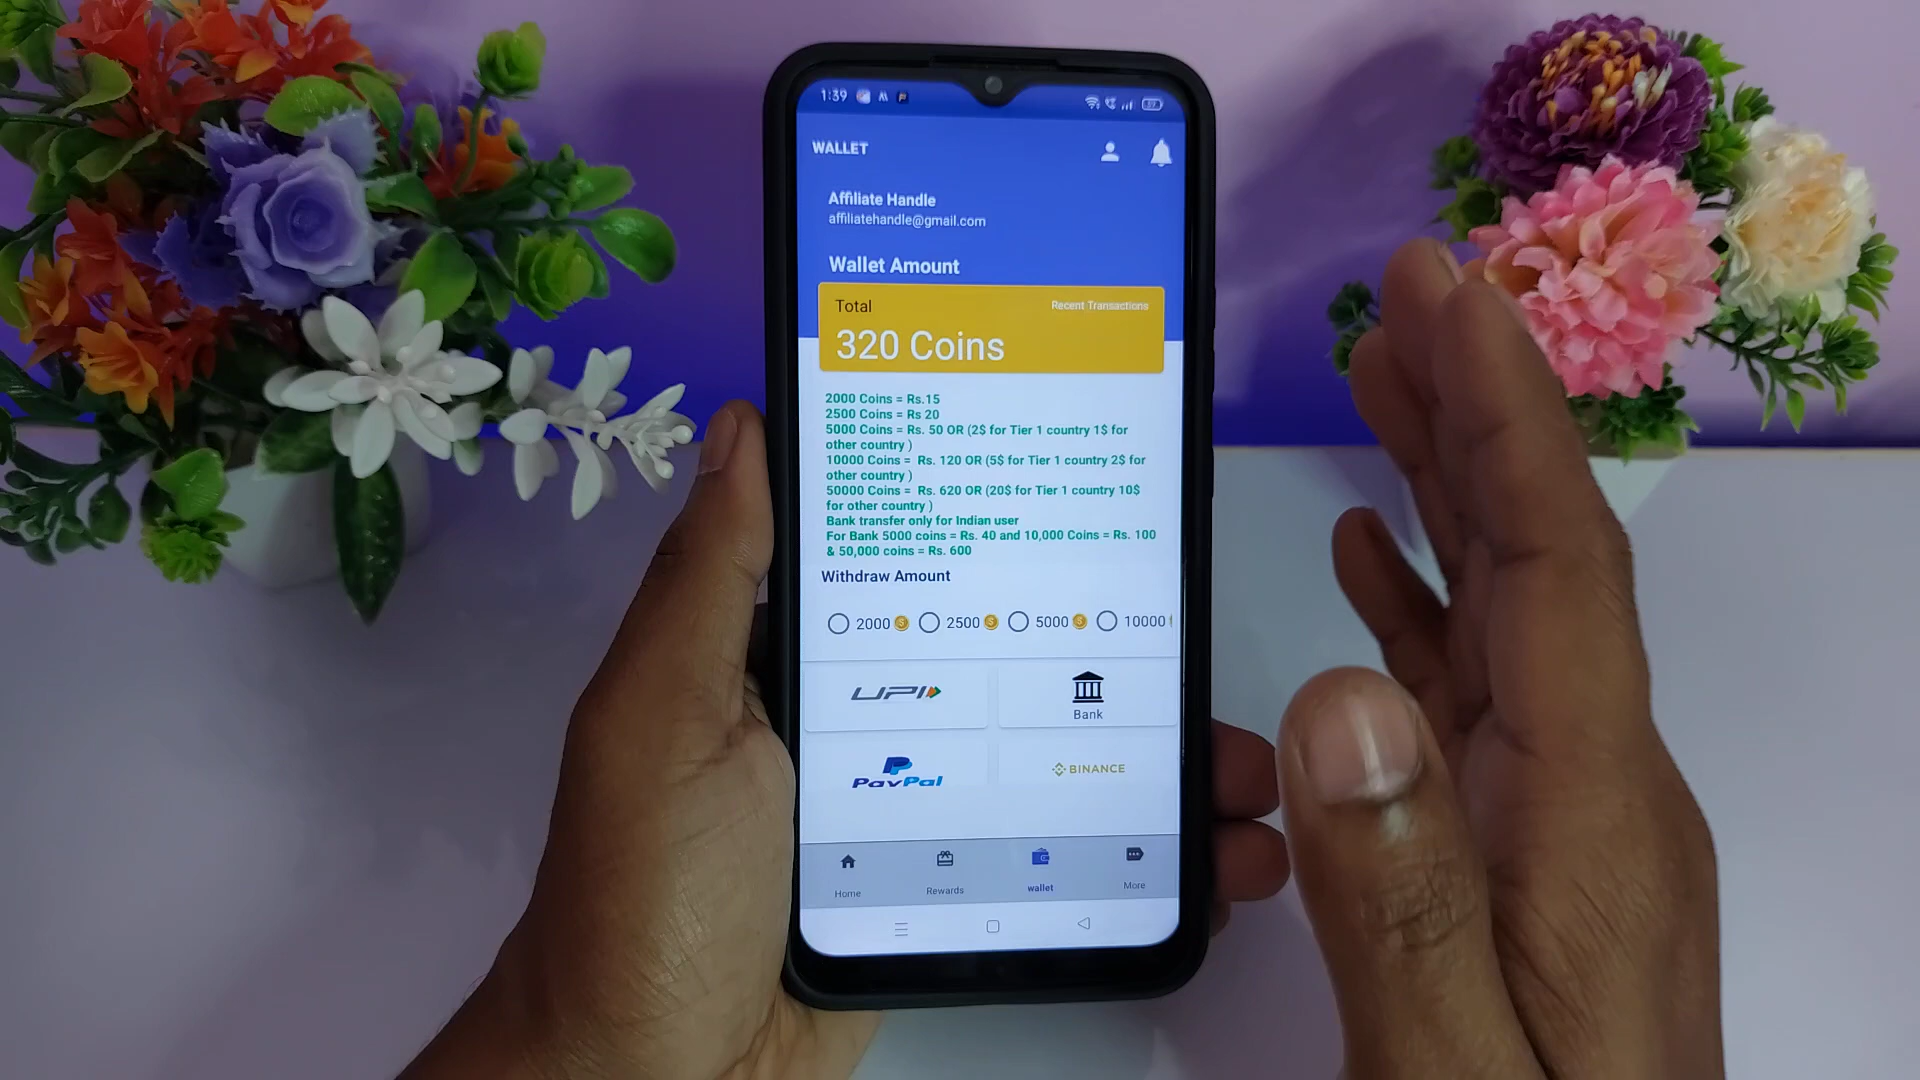 1:39
WALLET
Affiliate Handle
affiliatehandle@gmail.com
Wallet Amount
Total
Recent Transactions
320 Coins
2000 Coins = Rs.15
2500 Coins = Rs 20
5000 Coins = Rs. 50 OR (2$ for Tier 1 country 1$ for
other country )
10000 Coins = Rs. 120 OR (5$ for Tier 1 country 2$ for
other country )
50000 Coins = Rs. 620 OR (20$ for Tier 1 country 10$
for other country )
Bank transfer only for Indian user
For Bank 5000 coins = Rs. 40 and 10,000 Coins = Rs. 100
& 50,000 coins = Rs. 600
Withdraw Amount
2000 2500 5000 10000
UPI
Bank
PayPal
BINANCE
Home
Rewards
wallet
More